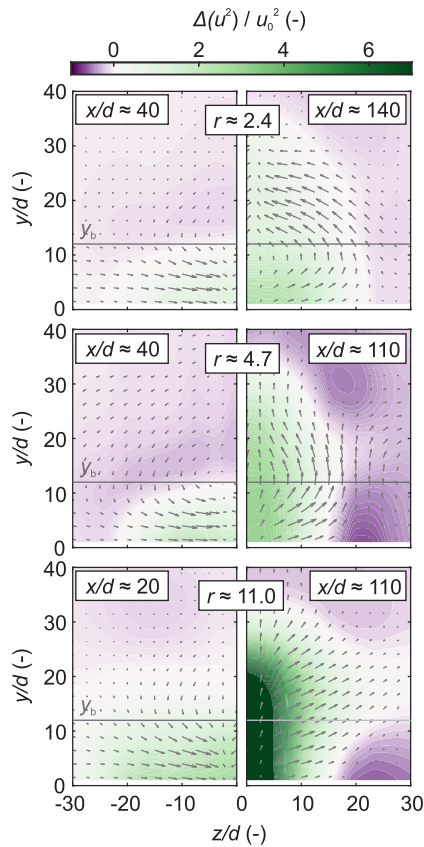 Δ(u²) / u₀² (-)
0 2 4 6
40 x/d ≈ 40 r ≈ 2.4 x/d ≈ 140
30
y/d (-)
20
y_b
10
0
40 x/d ≈ 40 r ≈ 4.7 x/d ≈ 110
30
y/d (-)
20
10
0
40 x/d ≈ 20 r ≈ 11.0 x/d ≈ 110
30
y/d (-)
20
y_b
10
0
-30 -20 -10 0 10 20 30
z/d (-)